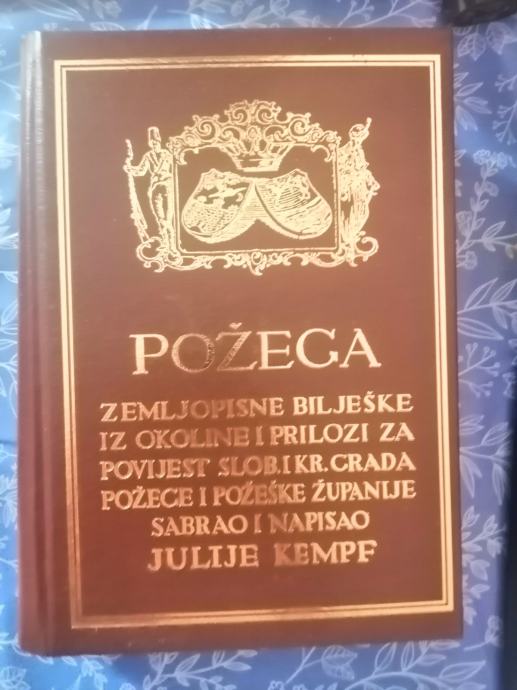 POŽEGA
ZEMLJOPISNE BILJEŠKE
IZ OKOLINE I PRILOZI ZA
POVIJEST SLOB. I KR. GRADA
POŽEGE I POŽEŠKE ŽUPANIJE
SABRAO I NAPISAO
JULIJE KEMPF